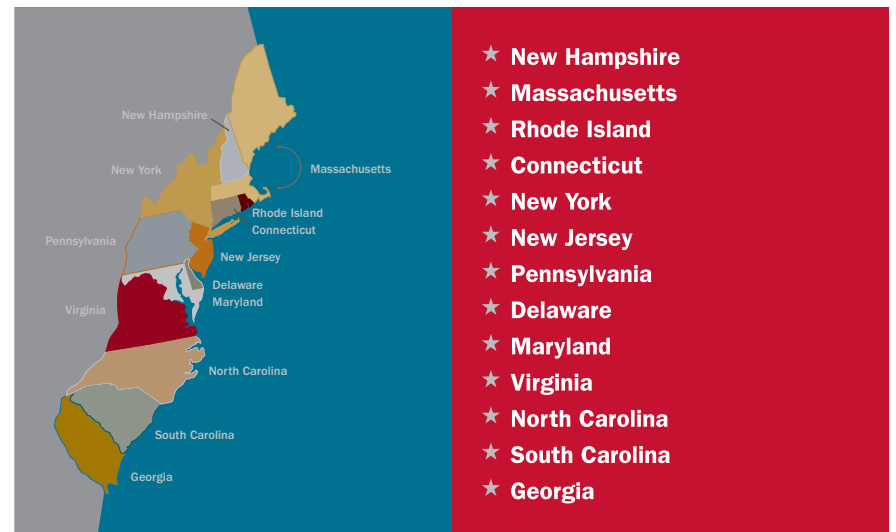 New Hampshire
New York
Massachusetts
Rhode Island
Connecticut
Pennsylvania
New Jersey
Delaware
Maryland
Virginia
North Carolina
South Carolina
Georgia
New Hampshire
Massachusetts
Rhode Island
Connecticut
New York
New Jersey
Pennsylvania
Delaware
Maryland
Virginia
North Carolina
South Carolina
Georgia